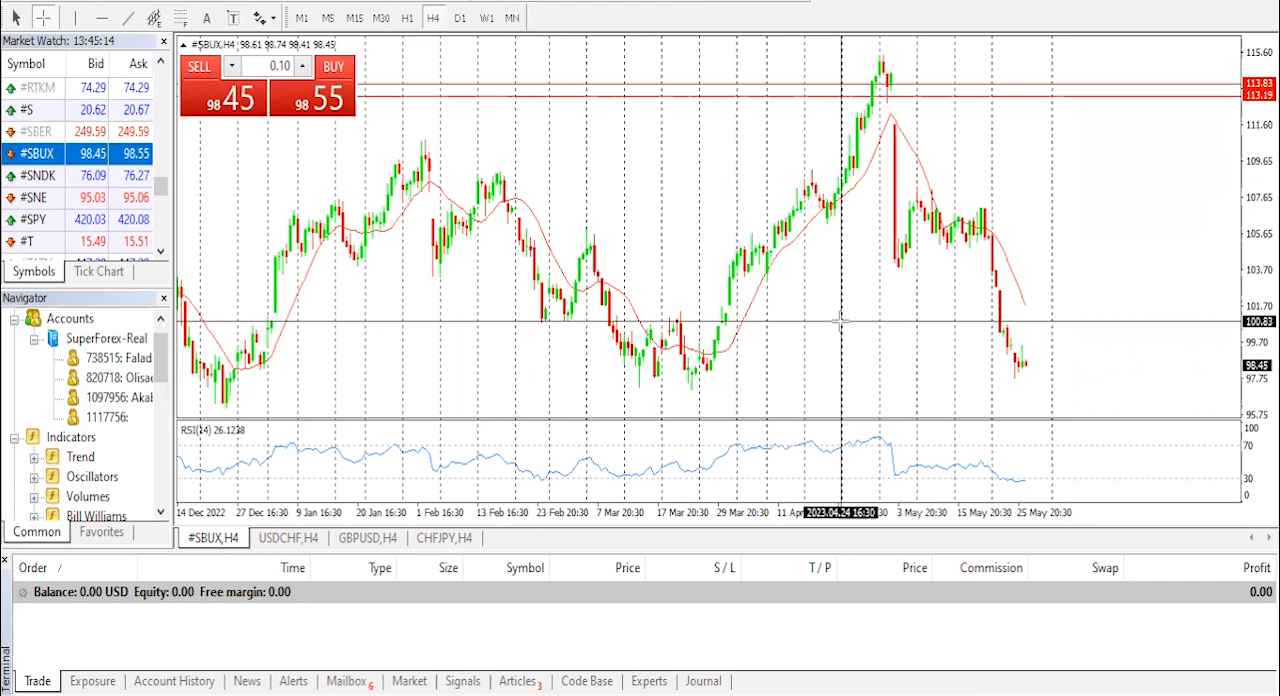 A T M1 M5 M15 M30 H1 H4 D1 W1 MN
Market Watch: 13:45:14
Symbol Bid Ask
#RTKM 74.29 74.29
#S 20.62 20.67
#SBER 249.59 249.59
#SBUX 98.45 98.55
#SNDK 76.09 76.27
#SNE 95.03 95.06
#SPY 420.03 420.08
#T 15.49 15.51
Symbols Tick Chart
Navigator
Accounts
SuperForex-Real
738515: Falad
820718: Olisae
1097956: Akal
1117756:
Indicators
Trend
Oscillators
Volumes
Bill Williams
Common Favorites
#SBUX,H4 98.61 98.74 98.41 98.45
SELL 0.10 BUY
98 45 98 55
115.60
113.83
113.19
111.60
109.65
107.65
105.65
103.70
101.70
100.83
99.70
98.45
97.75
95.75
RSI(14) 26.1238
100
70
30
0
14 Dec 2022 27 Dec 16:30 9 Jan 16:30 20 Jan 16:30 1 Feb 16:30 13 Feb 16:30 23 Feb 20:30 7 Mar 20:30 17 Mar 20:30 29 Mar 20:30 11 Apr 2023.04.24 16:30 30 3 May 20:30 15 May 20:30 25 May 20:30
#SBUX,H4 USDCHF,H4 GBPUSD,H4 CHFJPY,H4
Order / Time Type Size Symbol Price S / L T / P Price Commission Swap Profit
Balance: 0.00 USD Equity: 0.00 Free margin: 0.00 0.00
Terminal
Trade Exposure Account History News Alerts Mailbox 6 Market Signals Articles 3 Code Base Experts Journal